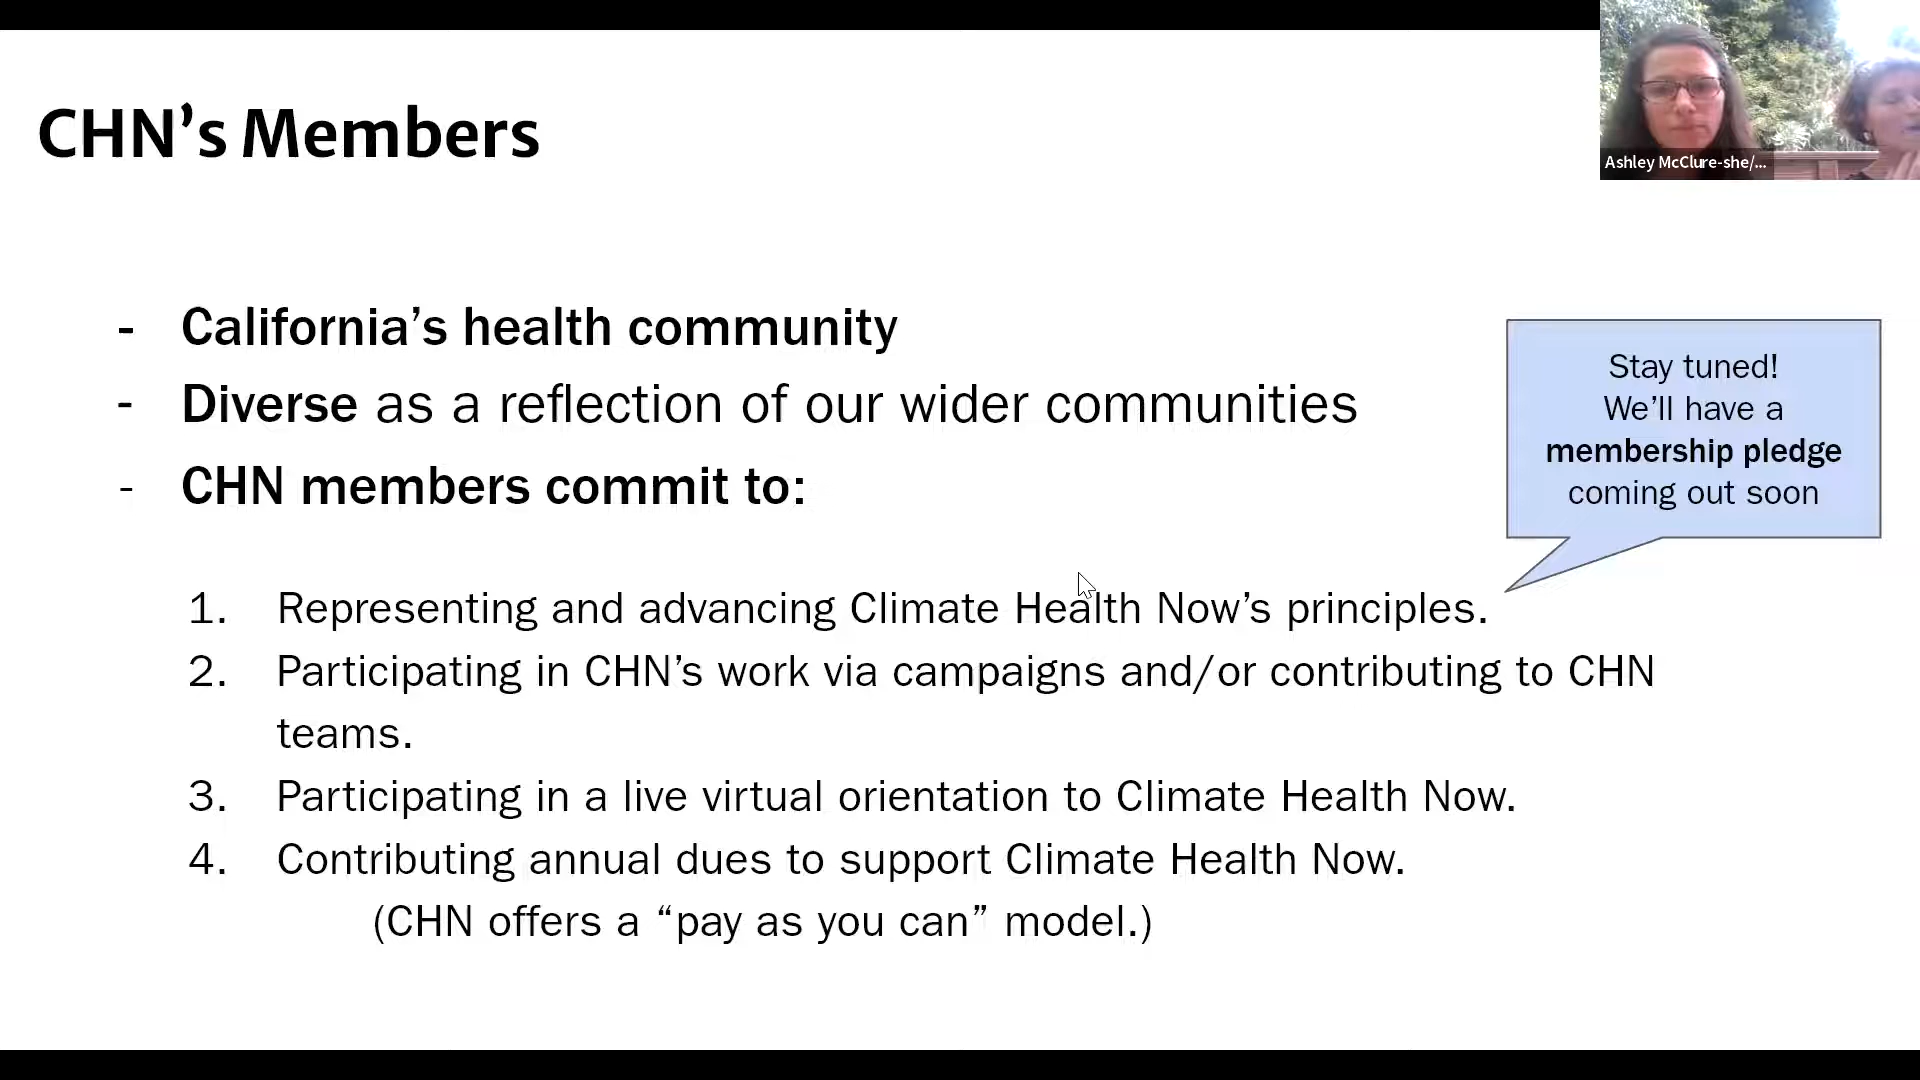 CHN’s Members
Ashley McClure-she/...
- California’s health community
- Diverse as a reflection of our wider communities
- CHN members commit to:
Stay tuned!
We’ll have a
membership pledge
coming out soon
1. Representing and advancing Climate Health Now’s principles.
2. Participating in CHN’s work via campaigns and/or contributing to CHN
teams.
3. Participating in a live virtual orientation to Climate Health Now.
4. Contributing annual dues to support Climate Health Now.
(CHN offers a “pay as you can” model.)